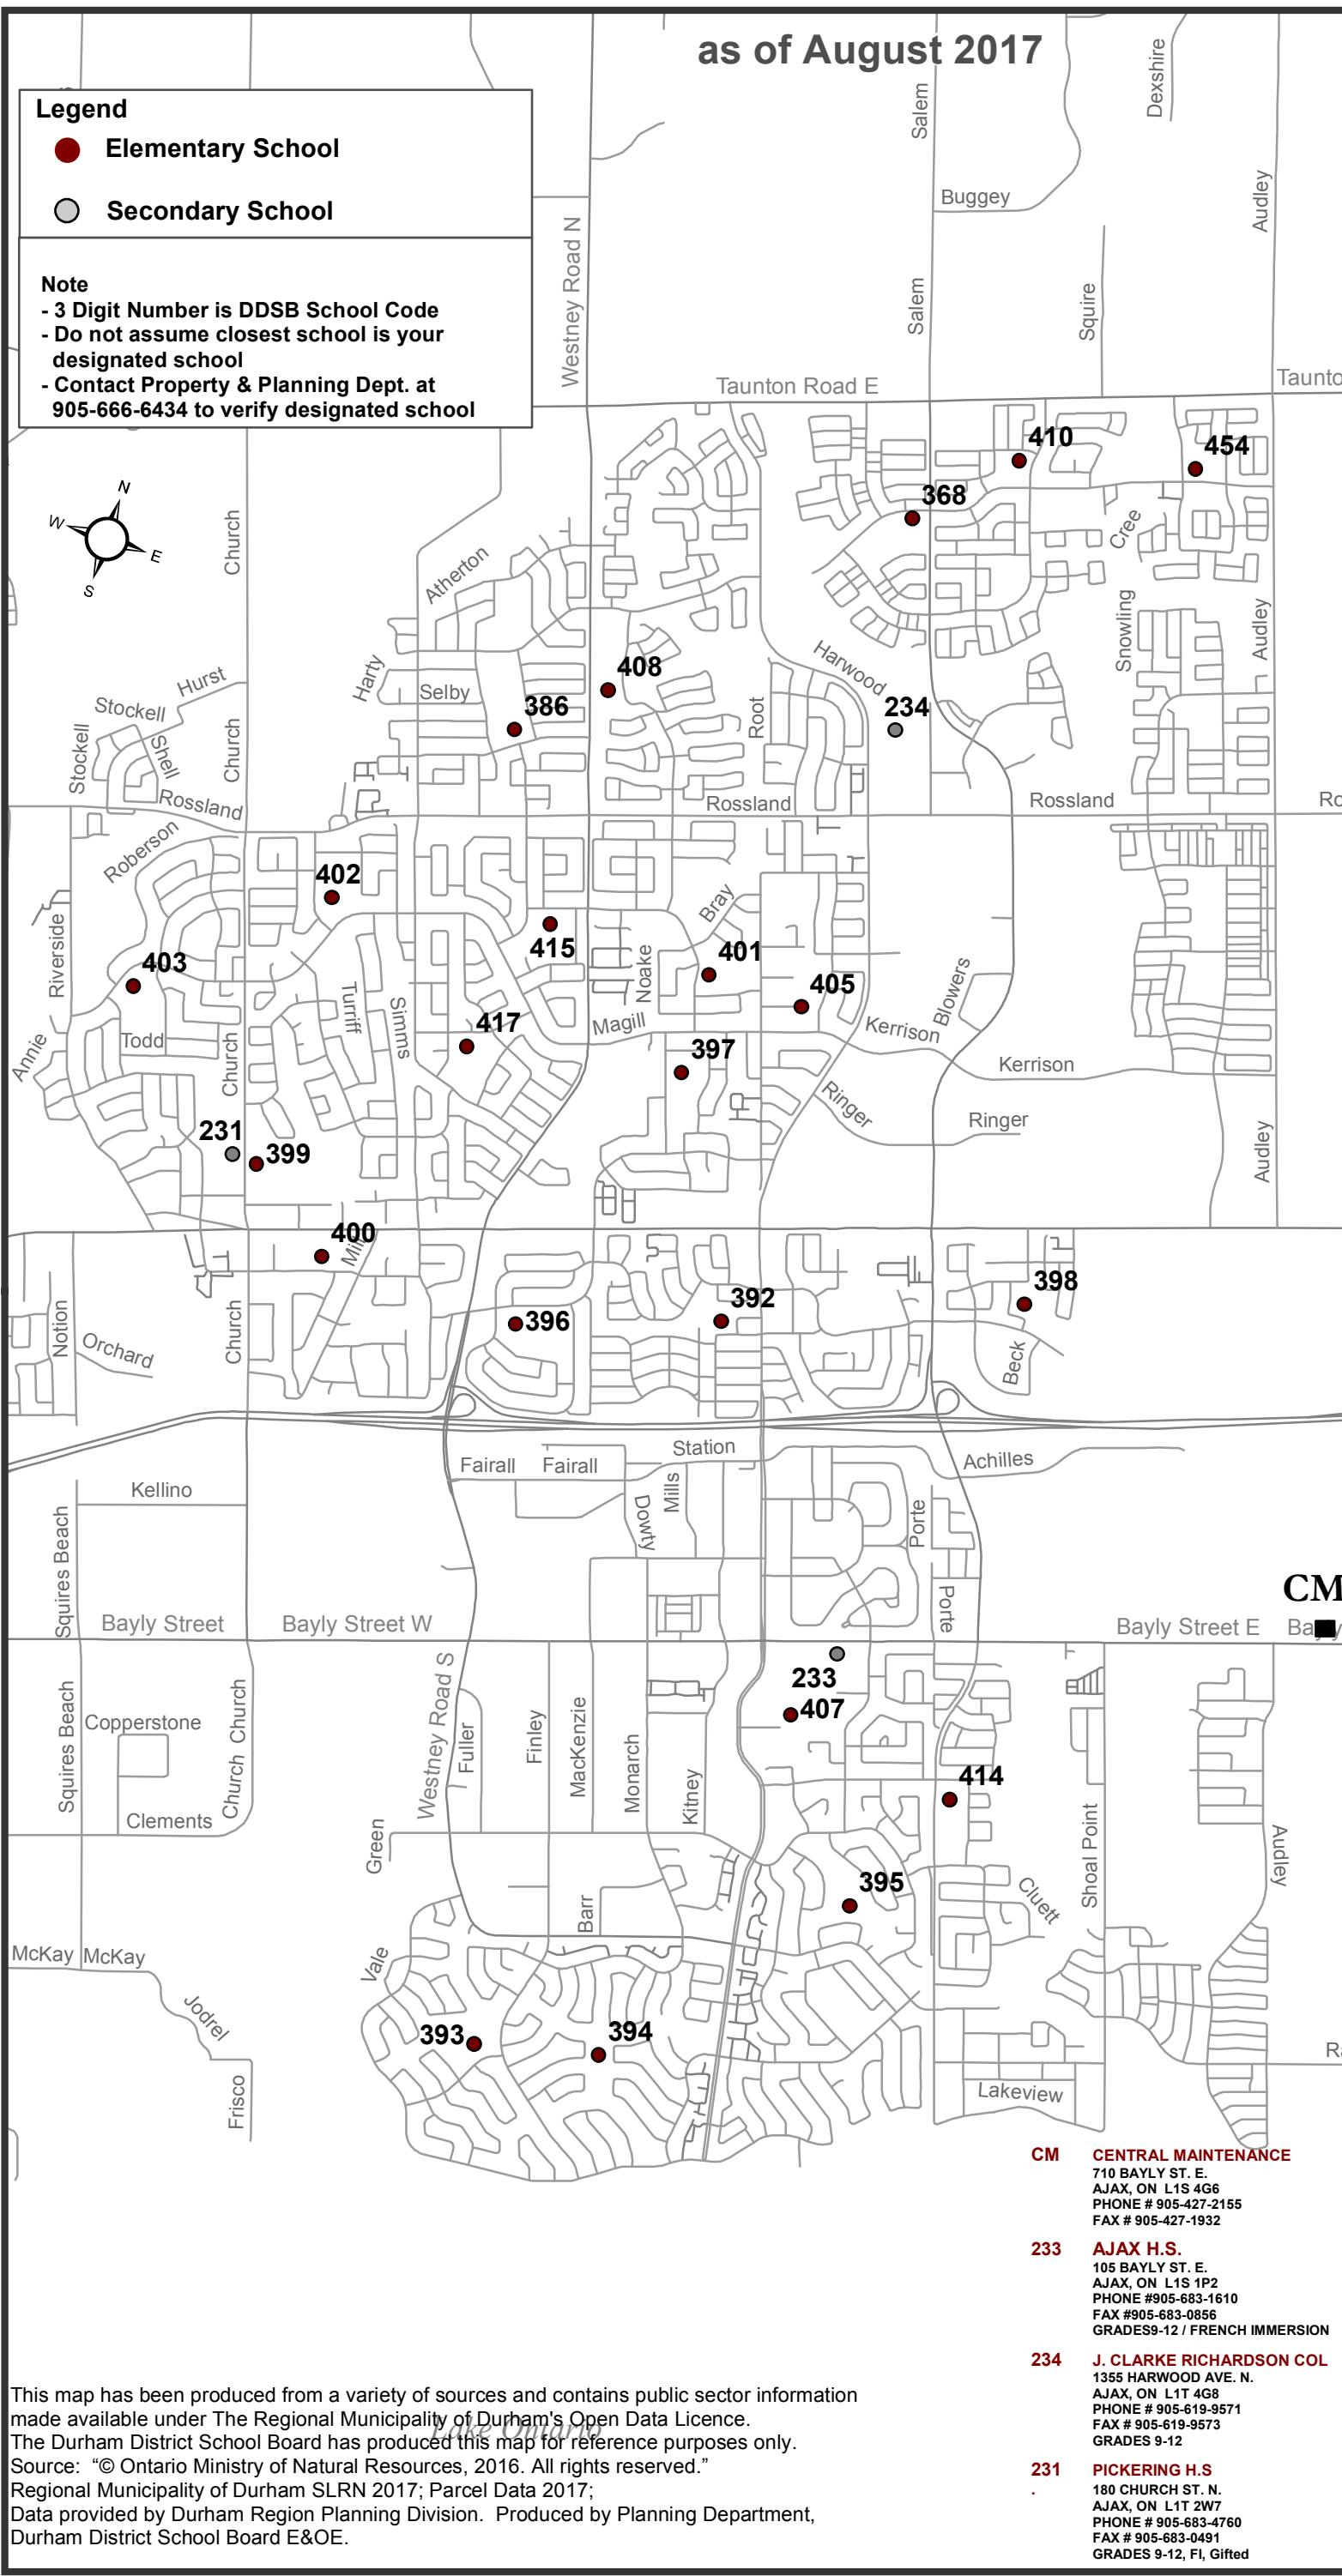 as of August 2017
Legend
Elementary School
Secondary School
Note
- 3 Digit Number is DDSB School Code
- Do not assume closest school is your
designated school
- Contact Property & Planning Dept. at
905-666-6434 to verify designated school
N
W
E
S
Salem
Dexshire
Audley
Buggey
Westney Road N
Salem
Squire
Taunton Road E
Taunto
410
454
368
Church
Cree
Atherton
Snowling
Audley
Harwood
Hurst
Harty
Selby
408
386
Root
234
Stockell
Stockell
Shell
Church
Rossland
Rossland
Rossland
Ro
Roberson
402
Bray
415
Riverside
403
Noake
401
405
Blowers
Turriff
Simms
417
Magill
Kerrison
Todd
Church
Annie
397
Kerrison
Ringer
Ringer
231
399
Audley
400
Mill
398
392
396
Notion
Church
Orchard
Beck
Station
Fairall
Fairall
Achilles
Kellino
Mills
Dowty
Porte
Squires Beach
CM
Porte
Bayly Street
Bayly Street W
Bayly Street E
233
407
Squires Beach
Church
Copperstone
Westney Road S
Fuller
Finley
MacKenzie
Monarch
Kitney
414
Church
Clements
Green
Shoal Point
Audley
395
Cluett
Barr
McKay
McKay
Vale
Jodrel
393
394
Frisco
Lakeview
CM CENTRAL MAINTENANCE
710 BAYLY ST. E.
AJAX, ON L1S 4G6
PHONE # 905-427-2155
FAX # 905-427-1932
233 AJAX H.S.
105 BAYLY ST. E.
AJAX, ON L1S 1P2
PHONE #905-683-1610
FAX #905-683-0856
GRADES9-12 / FRENCH IMMERSION
234 J. CLARKE RICHARDSON COL
1355 HARWOOD AVE. N.
AJAX, ON L1T 4G8
PHONE # 905-619-9571
FAX # 905-619-9573
GRADES 9-12
231 PICKERING H.S
. 180 CHURCH ST. N.
AJAX, ON L1T 2W7
PHONE # 905-683-4760
FAX # 905-683-0491
GRADES 9-12, FI, Gifted
Lake Ontario
This map has been produced from a variety of sources and contains public sector information
made available under The Regional Municipality of Durham's Open Data Licence.
The Durham District School Board has produced this map for reference purposes only.
Source: “© Ontario Ministry of Natural Resources, 2016. All rights reserved.”
Regional Municipality of Durham SLRN 2017; Parcel Data 2017;
Data provided by Durham Region Planning Division. Produced by Planning Department,
Durham District School Board E&OE.